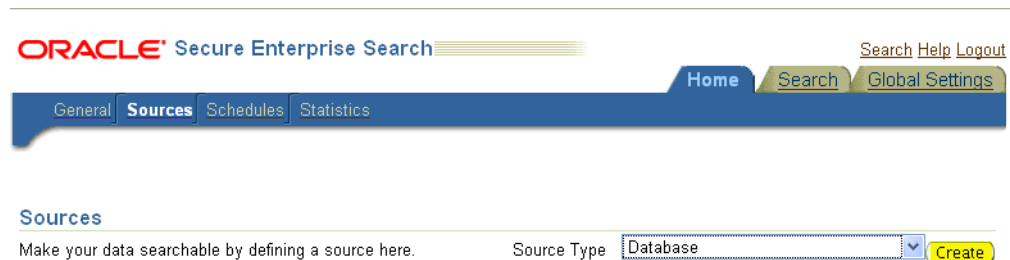 ORACLE Secure Enterprise Search
Search Help Logout
Home Search Global Settings
General Sources Schedules Statistics
Sources
Make your data searchable by defining a source here. Source Type Database Create